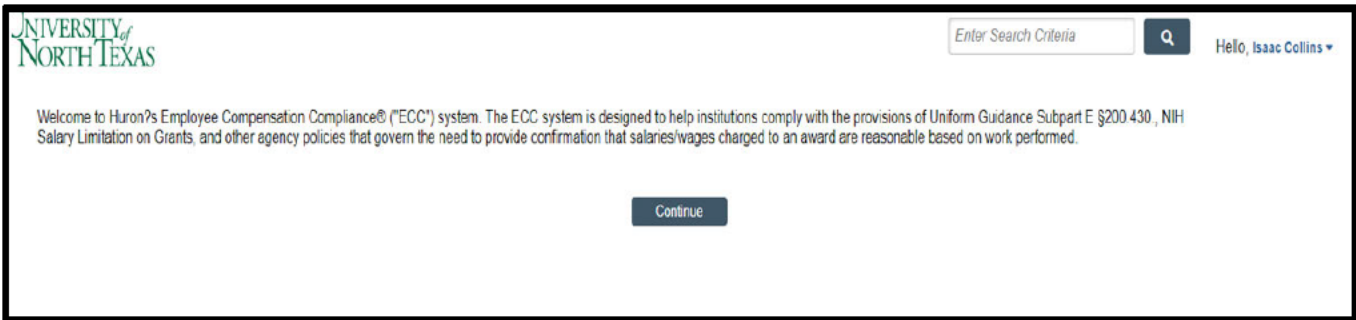 UNIVERSITY of
NORTH TEXAS
Enter Search Criteria
Hello, Isaac Collins
Welcome to Huron?s Employee Compensation Compliance® ("ECC") system. The ECC system is designed to help institutions comply with the provisions of Uniform Guidance Subpart E §200.430., NIH
Salary Limitation on Grants, and other agency policies that govern the need to provide confirmation that salaries/wages charged to an award are reasonable based on work performed.
Continue